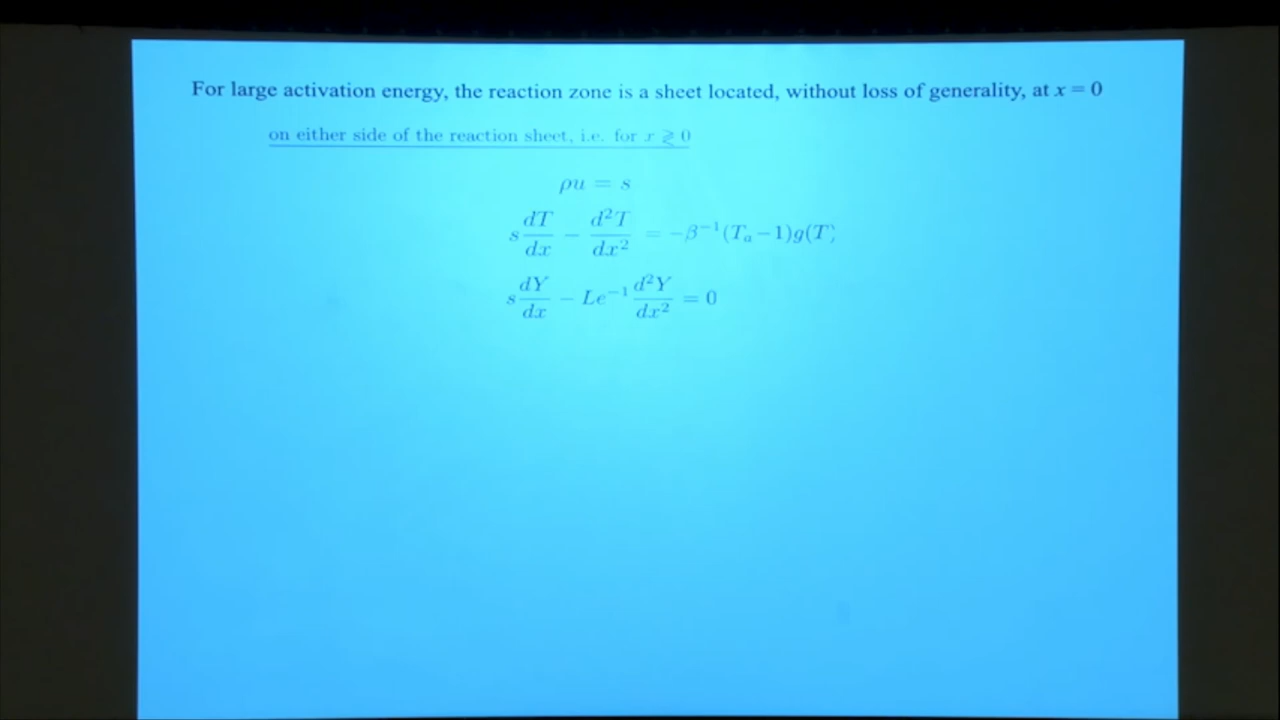 For large activation energy, the reaction zone is a sheet located, without loss of generality, at x = 0
on either side of the reaction sheet, i.e. for x ≷ 0
ρu = s
s dT/dx − d²T/dx² = −β⁻¹(Tₐ − 1)g(T)
s dY/dx − Le⁻¹ d²Y/dx² = 0